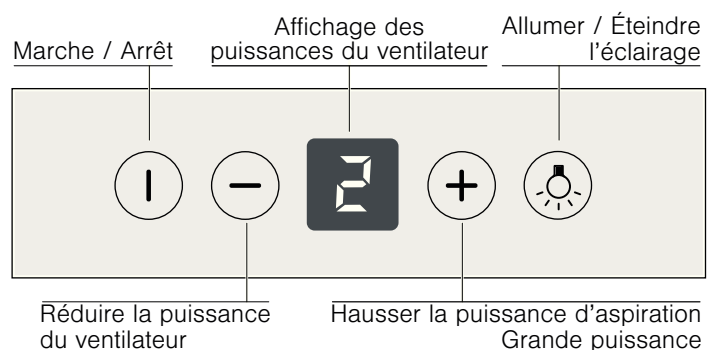 Marche / Arrêt
Affichage des
puissances du ventilateur
Allumer / Éteindre
l'éclairage
2
Réduire la puissance
du ventilateur
Hausser la puissance d'aspiration
Grande puissance